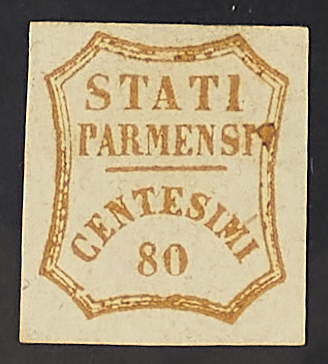 STATI
PARMENSI
CENTESIMI
80